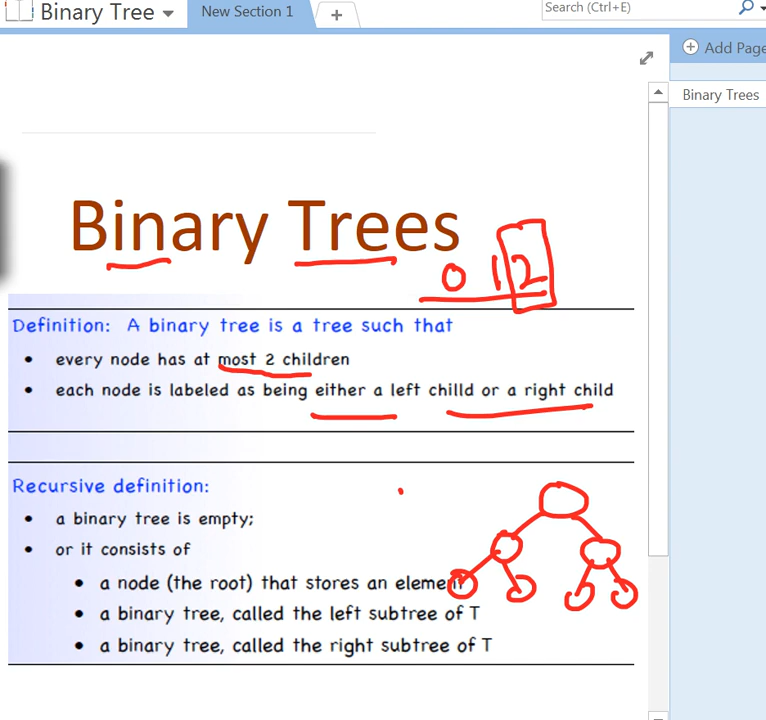 Binary Tree
New Section 1
+
Search (Ctrl+E)
Add Page
Binary Trees
Binary Trees
0 1 2
Definition: A binary tree is a tree such that
• every node has at most 2 children
• each node is labeled as being either a left chilld or a right child
Recursive definition:
• a binary tree is empty;
• or it consists of
• a node (the root) that stores an element
• a binary tree, called the left subtree of T
• a binary tree, called the right subtree of T